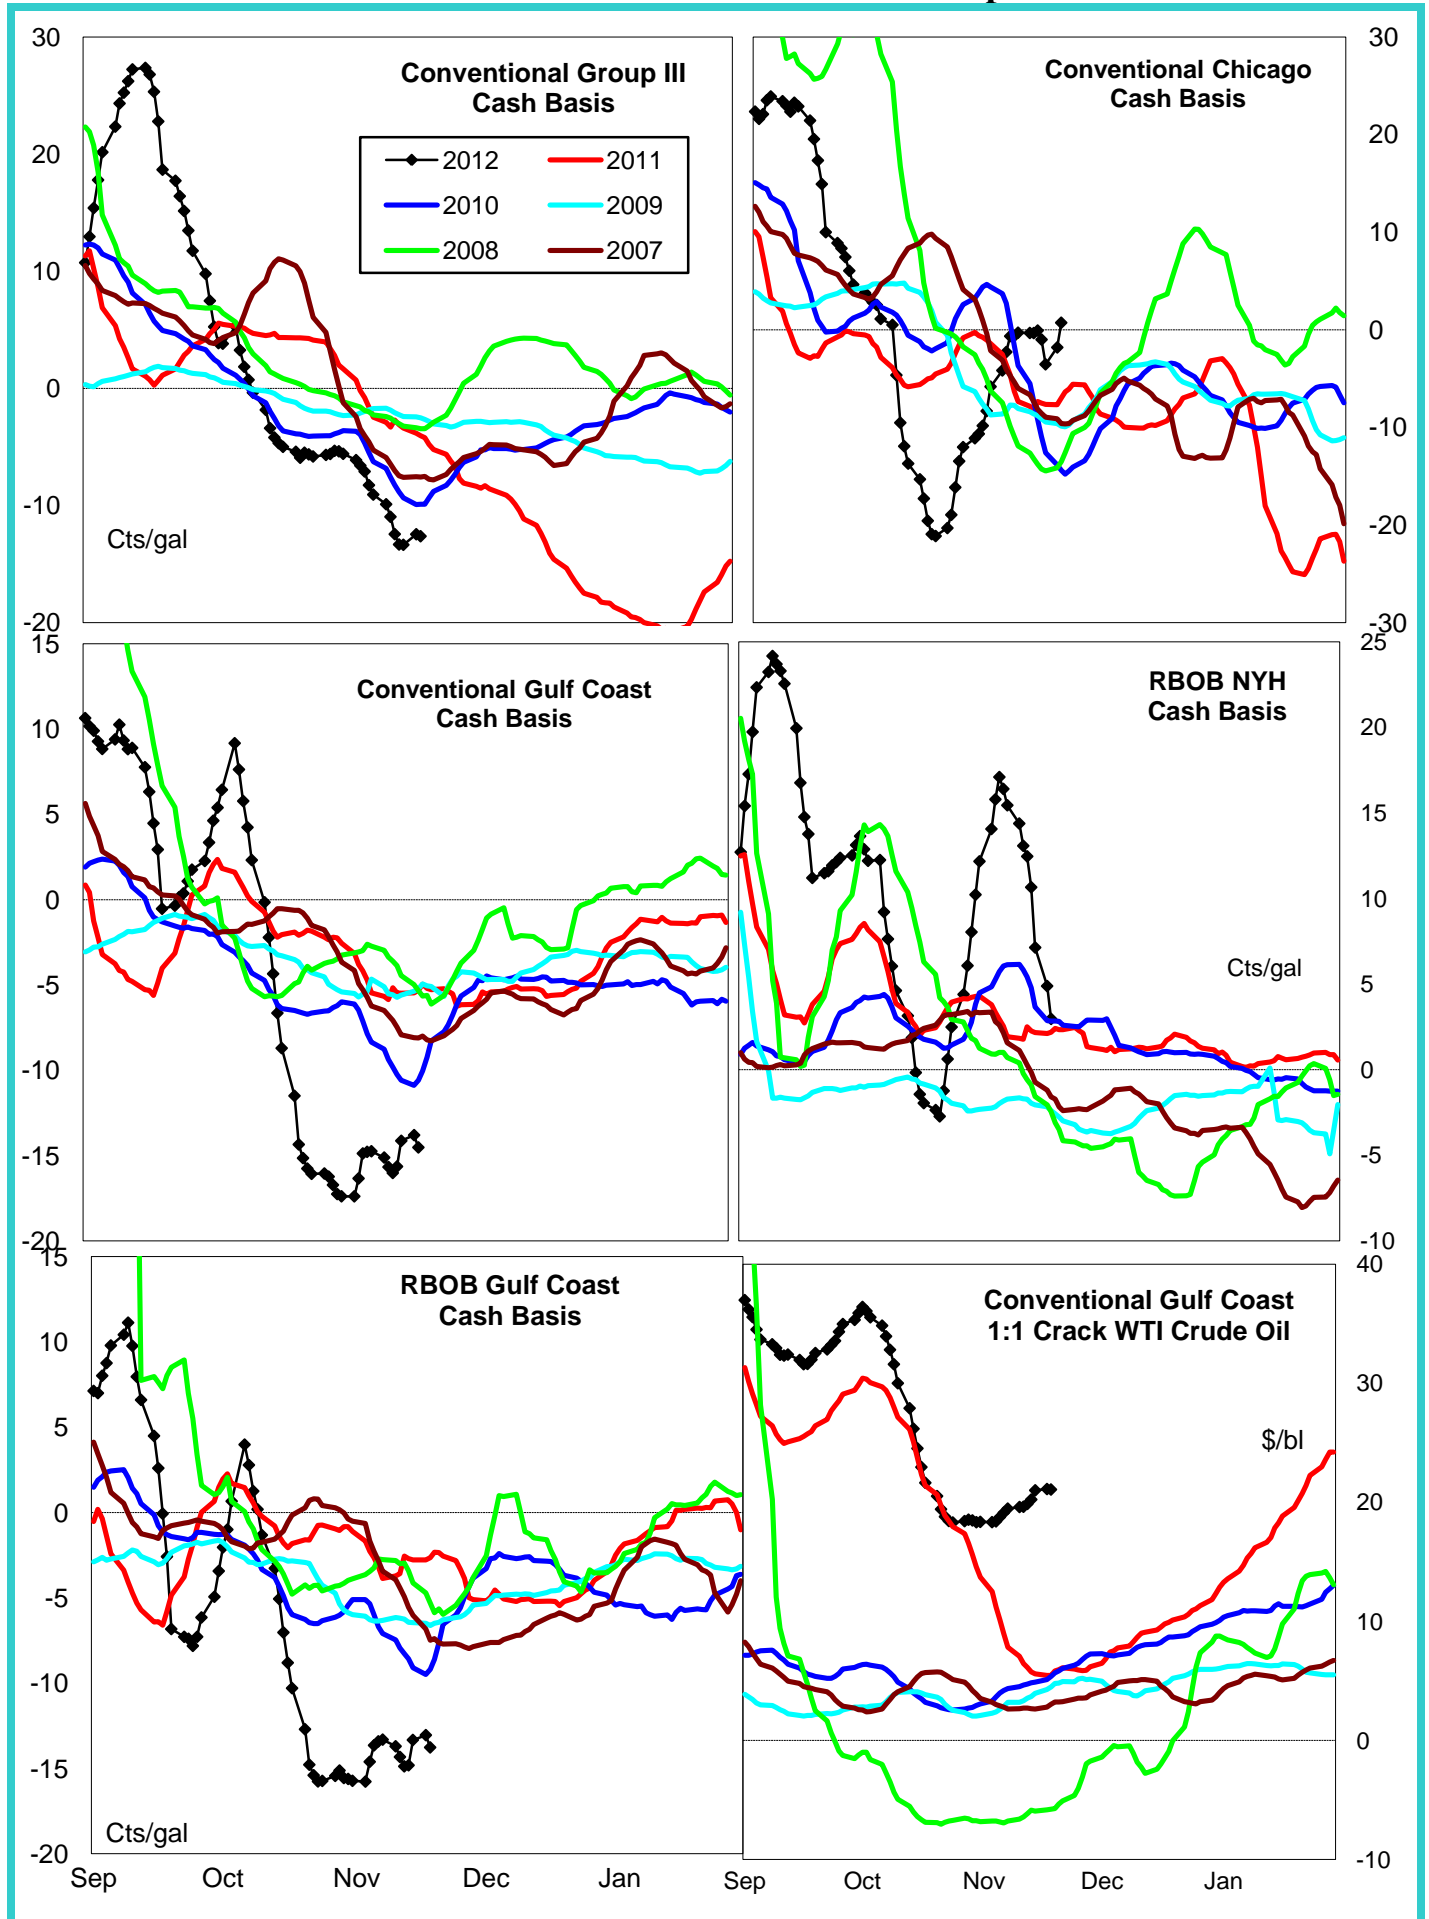 30
20
10
0
-10
-20
Conventional Group III
Cash Basis
2012
2011
2010
2009
2008
2007
Cts/gal
Conventional Chicago
Cash Basis
30
20
10
0
-10
-20
-30
15
10
5
0
-5
-10
-15
-20
Conventional Gulf Coast
Cash Basis
RBOB NYH
Cash Basis
Cts/gal
25
20
15
10
5
0
-5
-10
15
10
5
0
-5
-10
-15
-20
RBOB Gulf Coast
Cash Basis
Cts/gal
Sep Oct Nov Dec Jan
Conventional Gulf Coast
1:1 Crack WTI Crude Oil
$/bl
40
30
20
10
0
-10
Sep Oct Nov Dec Jan